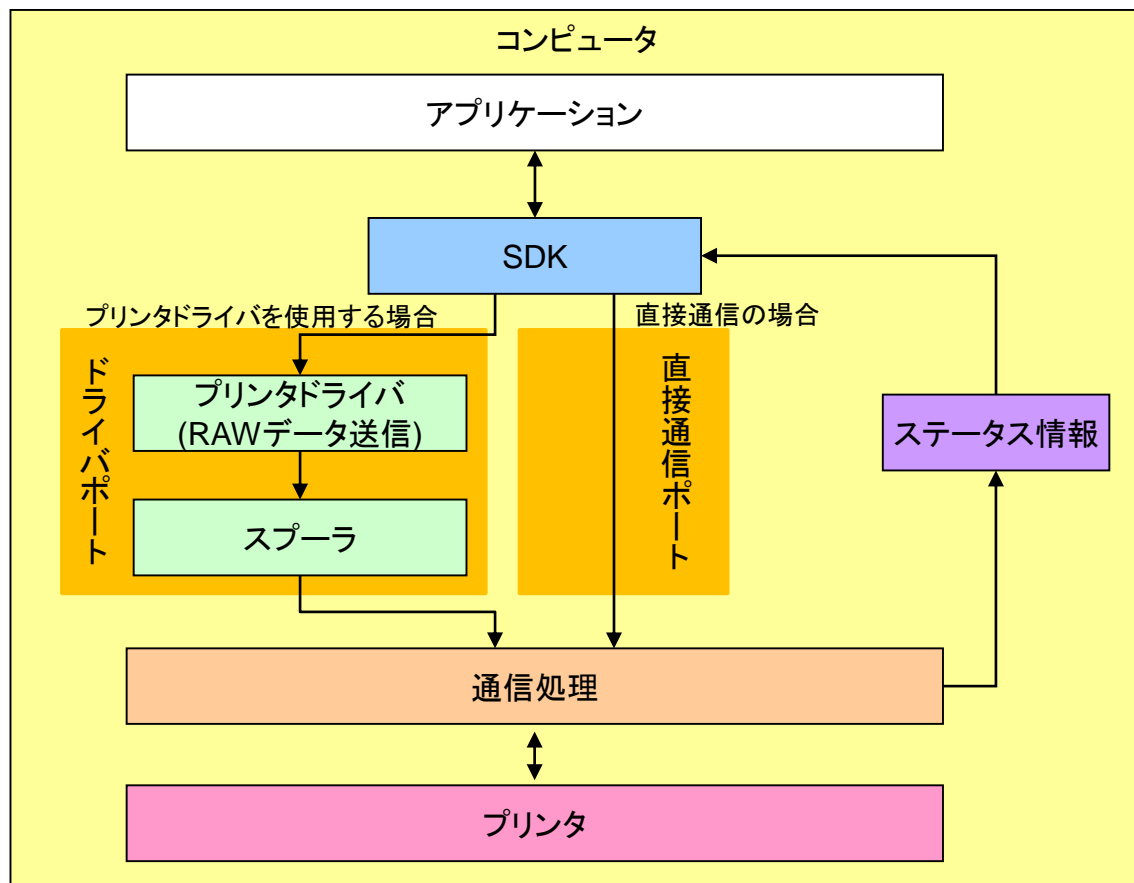 コンピュータ
アプリケーション
SDK
プリンタドライバを使用する場合
直接通信の場合
ドライバポート
プリンタドライバ
(RAWデータ送信)
スプーラ
直接通信ポート
ステータス情報
通信処理
プリンタ